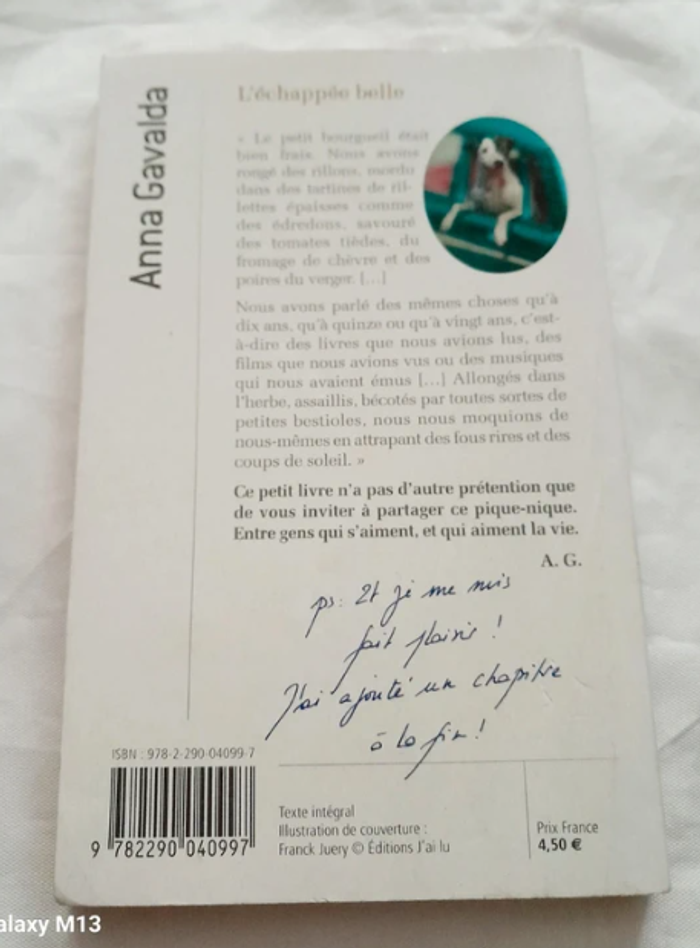 Anna Gavalda
L'échappée belle
« Le petit bourgueil était
bien frais. Nous avons
rongé des rillons, mordu
dans des tartines de ril-
lettes épaisses comme
des édredons, savouré
des tomates tièdes, du
fromage de chèvre et des
poires du verger. [...]
Nous avons parlé des mêmes choses qu'à
dix ans, qu'à quinze ou qu'à vingt ans, c'est-
à-dire des livres que nous avions lus, des
films que nous avions vus ou des musiques
qui nous avaient émus [...] Allongés dans
l'herbe, assaillis, bécotés par toutes sortes de
petites bestioles, nous nous moquions de
nous-mêmes en attrapant des fous rires et des
coups de soleil. »
Ce petit livre n'a pas d'autre prétention que
de vous inviter à partager ce pique-nique.
Entre gens qui s'aiment, et qui aiment la vie.
A. G.
ps: Et je me suis
fait plaisir !
J'ai ajouté un chapitre
à la fin !
ISBN : 978-2-290-04099-7
9 782290 040997
Texte intégral
Illustration de couverture :
Franck Juery © Éditions J'ai lu
Prix France
4,50 €
alaxy M13